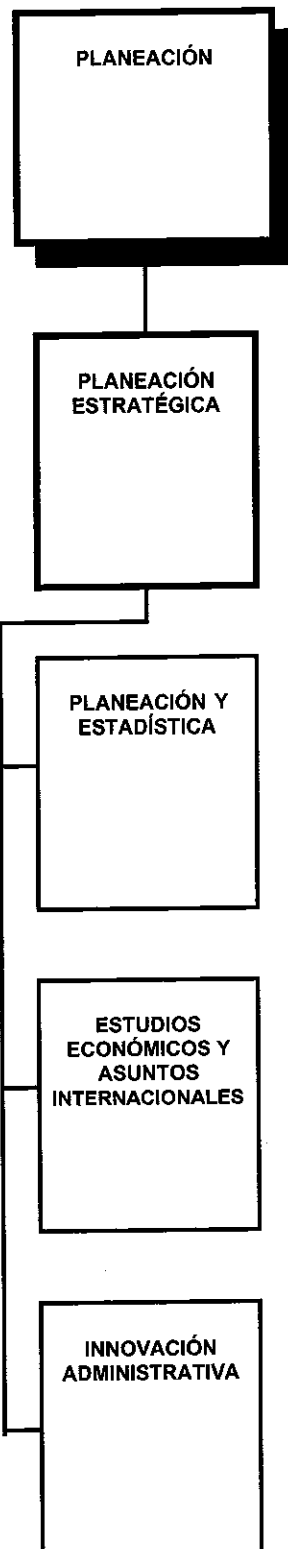 PLANEACIÓN
PLANEACIÓN
ESTRATÉGICA
PLANEACIÓN Y
ESTADÍSTICA
ESTUDIOS
ECONÓMICOS Y
ASUNTOS
INTERNACIONALES
INNOVACIÓN
ADMINISTRATIVA